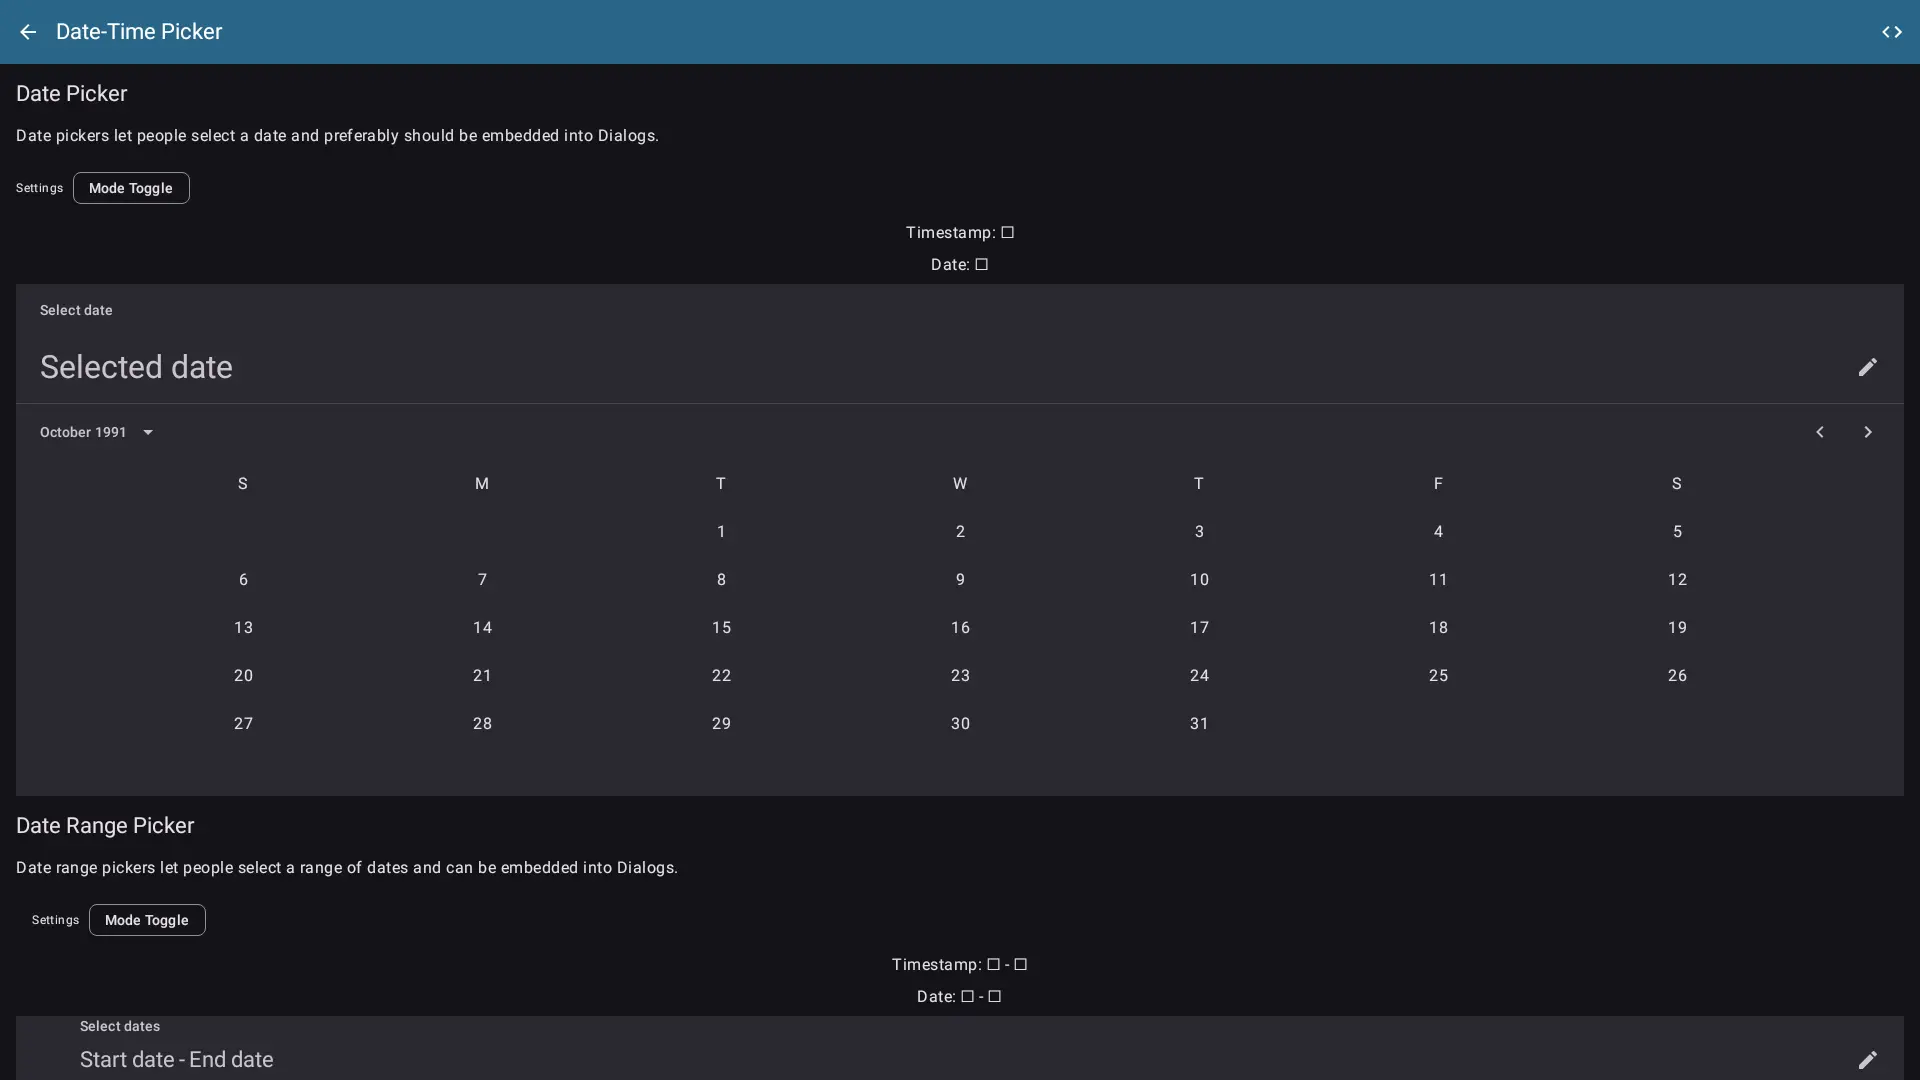 Date-Time Picker
Date Picker
Date pickers let people select a date and preferably should be embedded into Dialogs.
Settings Mode Toggle
Timestamp: ☐
Date: ☐
Select date
Selected date
October 1991
S M T W T F S
1 2 3 4 5
6 7 8 9 10 11 12
13 14 15 16 17 18 19
20 21 22 23 24 25 26
27 28 29 30 31
Date Range Picker
Date range pickers let people select a range of dates and can be embedded into Dialogs.
Settings Mode Toggle
Timestamp: ☐ - ☐
Date: ☐ - ☐
Select dates
Start date - End date